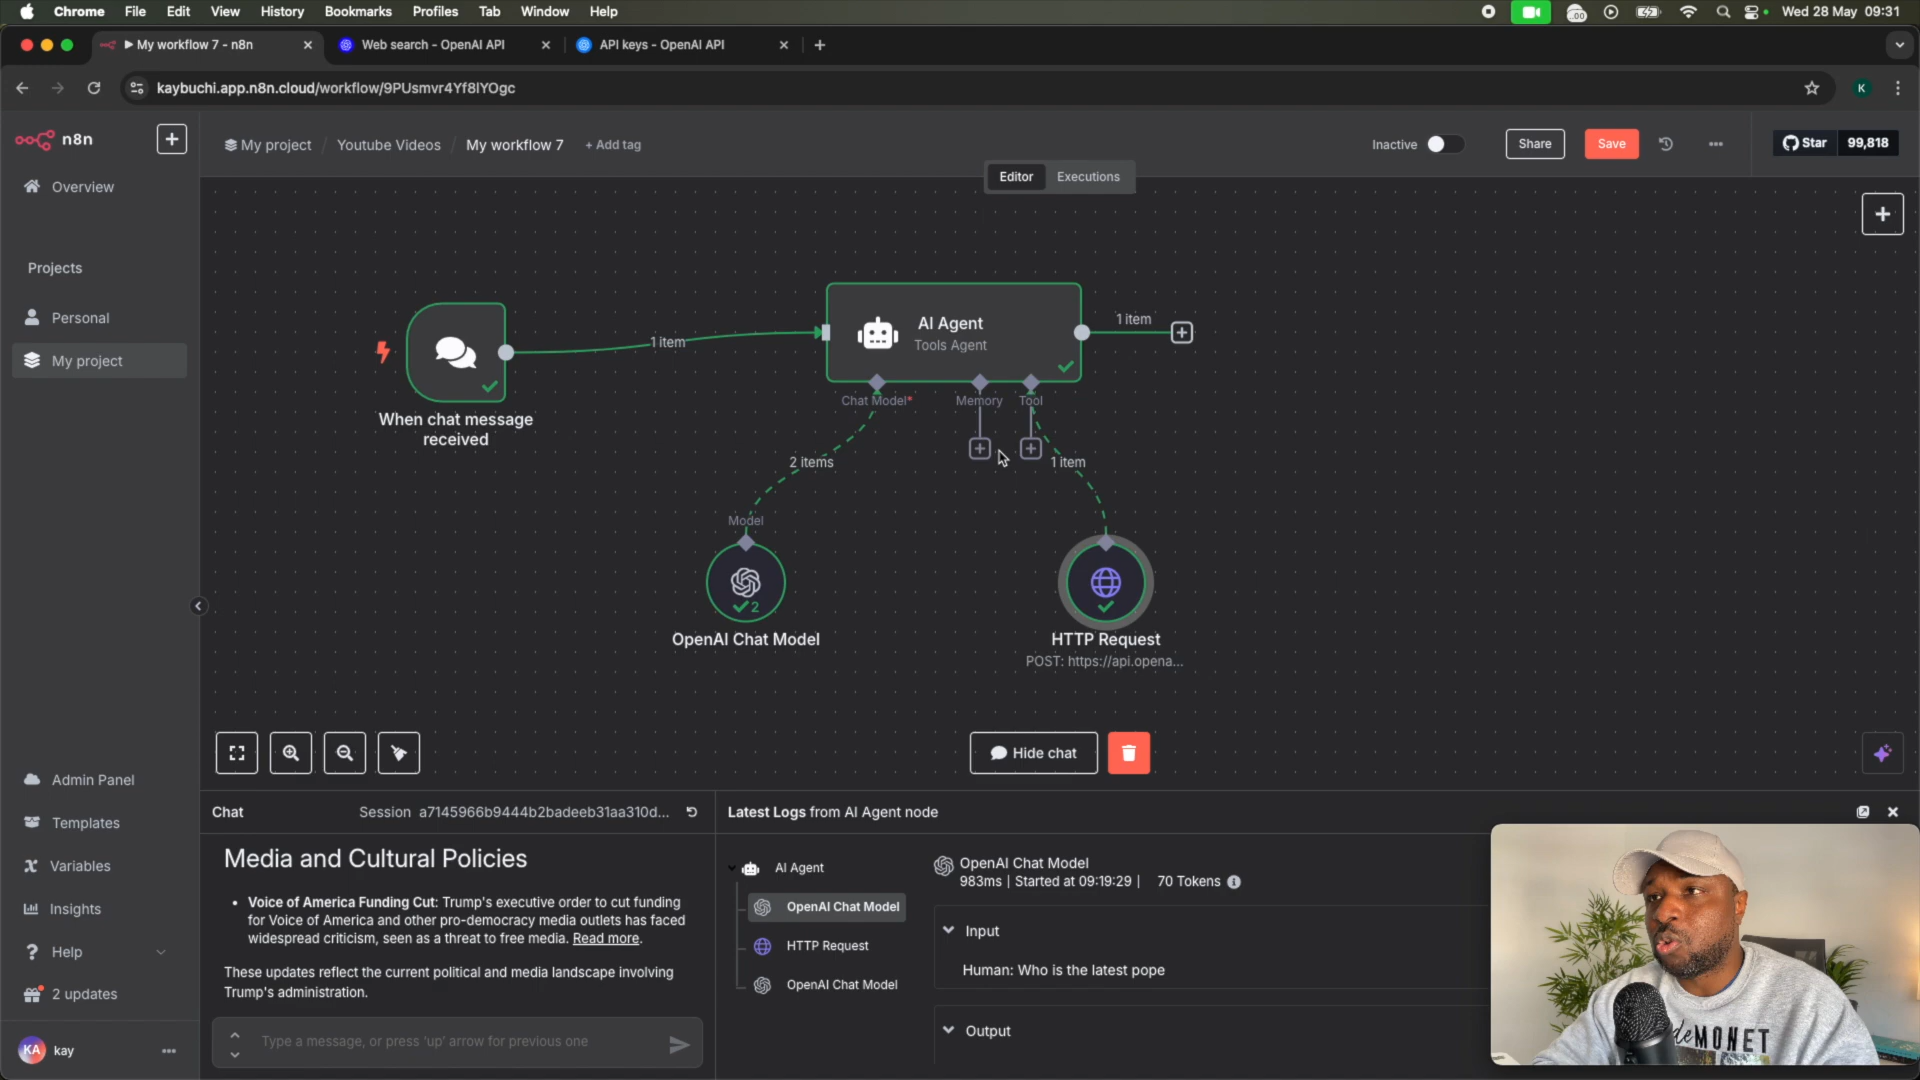 Chrome File Edit View History Bookmarks Profiles Tab Window Help
Wed 28 May 09:31
My workflow 7 - n8n
Web search - OpenAI API
API keys - OpenAI API
kaybuchi.app.n8n.cloud/workflow/9PUsmvr4Yf8lYOgc
K
n8n
My project / Youtube Videos / My workflow 7 + Add tag
Inactive
Share
Save
Star 99,818
Editor Executions
Overview
Projects
Personal
My project
Admin Panel
Templates
Variables
Insights
Help
2 updates
KA kay
When chat message
received
1 item
AI Agent
Tools Agent
1 item
Chat Model*
Memory
Tool
2 items
1 item
Model
2
OpenAI Chat Model
HTTP Request
POST: https://api.opena...
Hide chat
Chat
Session a7145966b9444b2badeeb31aa310d...
Media and Cultural Policies
• Voice of America Funding Cut: Trump's executive order to cut funding
for Voice of America and other pro-democracy media outlets has faced
widespread criticism, seen as a threat to free media. Read more.
These updates reflect the current political and media landscape involving
Trump's administration.
Type a message, or press 'up' arrow for previous one
Latest Logs from AI Agent node
AI Agent
OpenAI Chat Model
HTTP Request
OpenAI Chat Model
OpenAI Chat Model
983ms | Started at 09:19:29 | 70 Tokens
Input
Human: Who is the latest pope
Output
deMONET